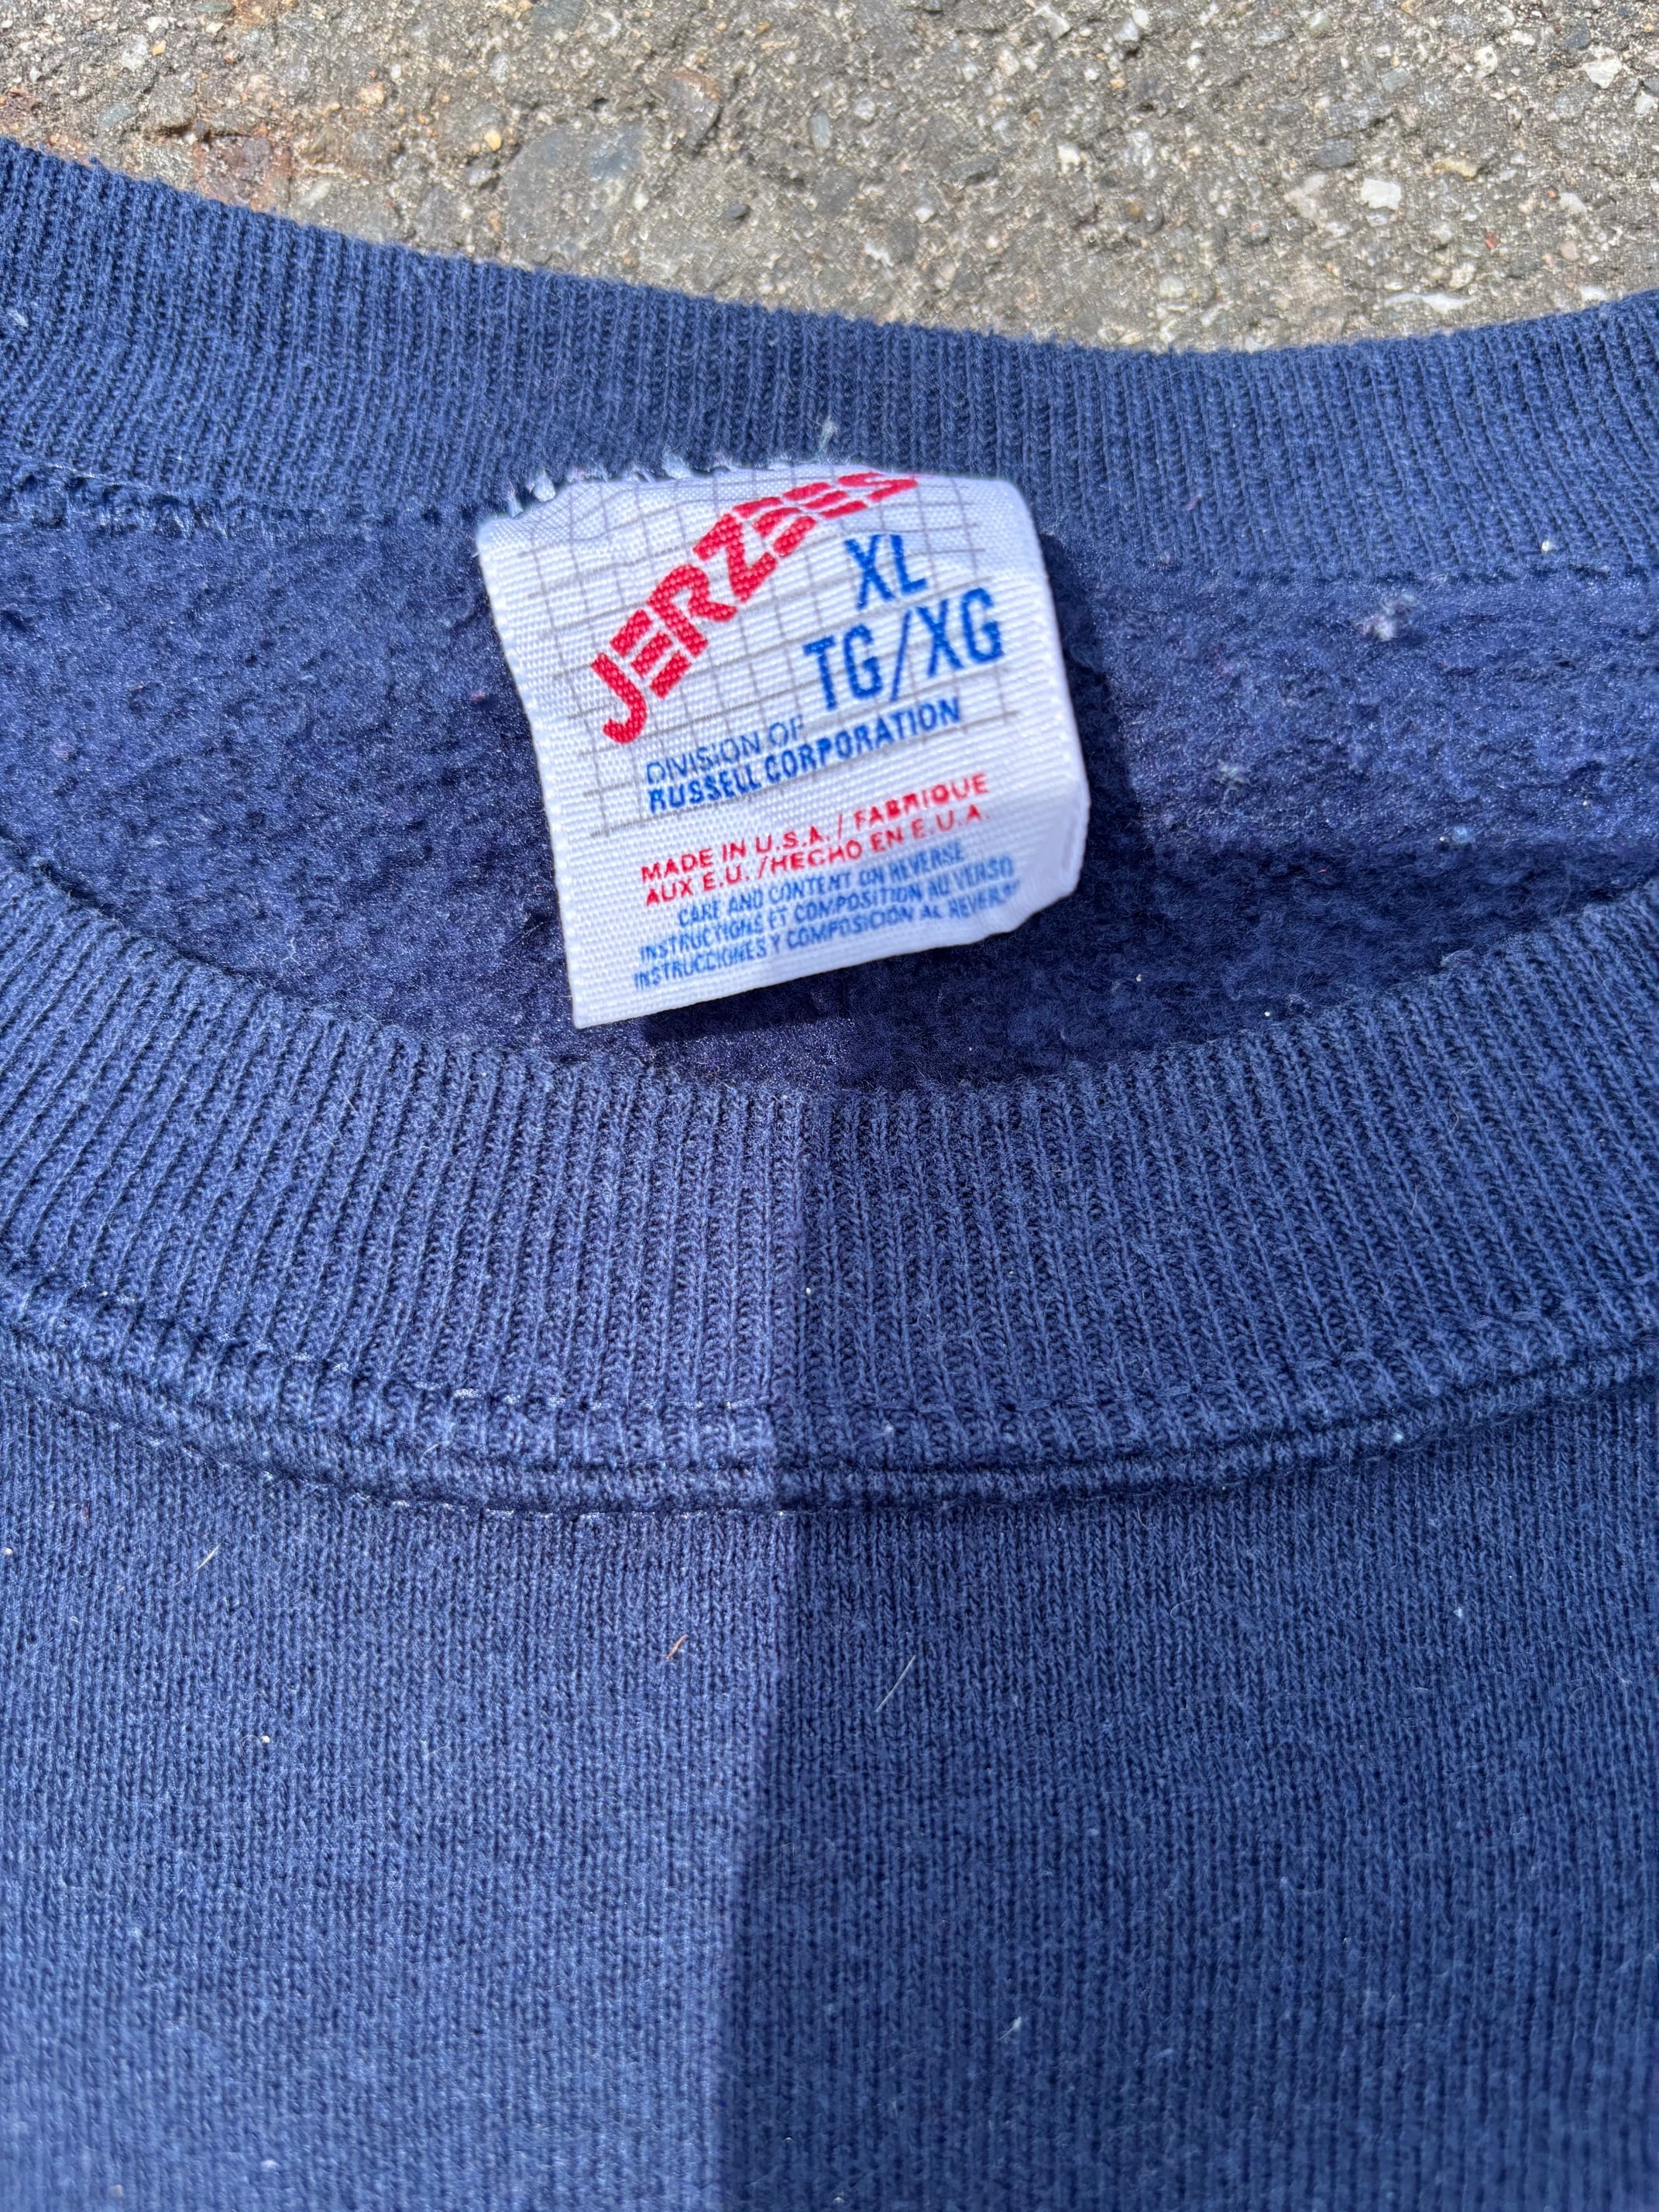 JERZEES
XL
TG/XG
DIVISION OF
RUSSELL CORPORATION
MADE IN U.S.A. / FABRIQUE
AUX E.U. /HECHO EN E.U.A.
CARE AND CONTENT ON REVERSE
INSTRUCTIONS ET COMPOSITION AU VERSO
INSTRUCCIONES Y COMPOSICION AL REVERSO